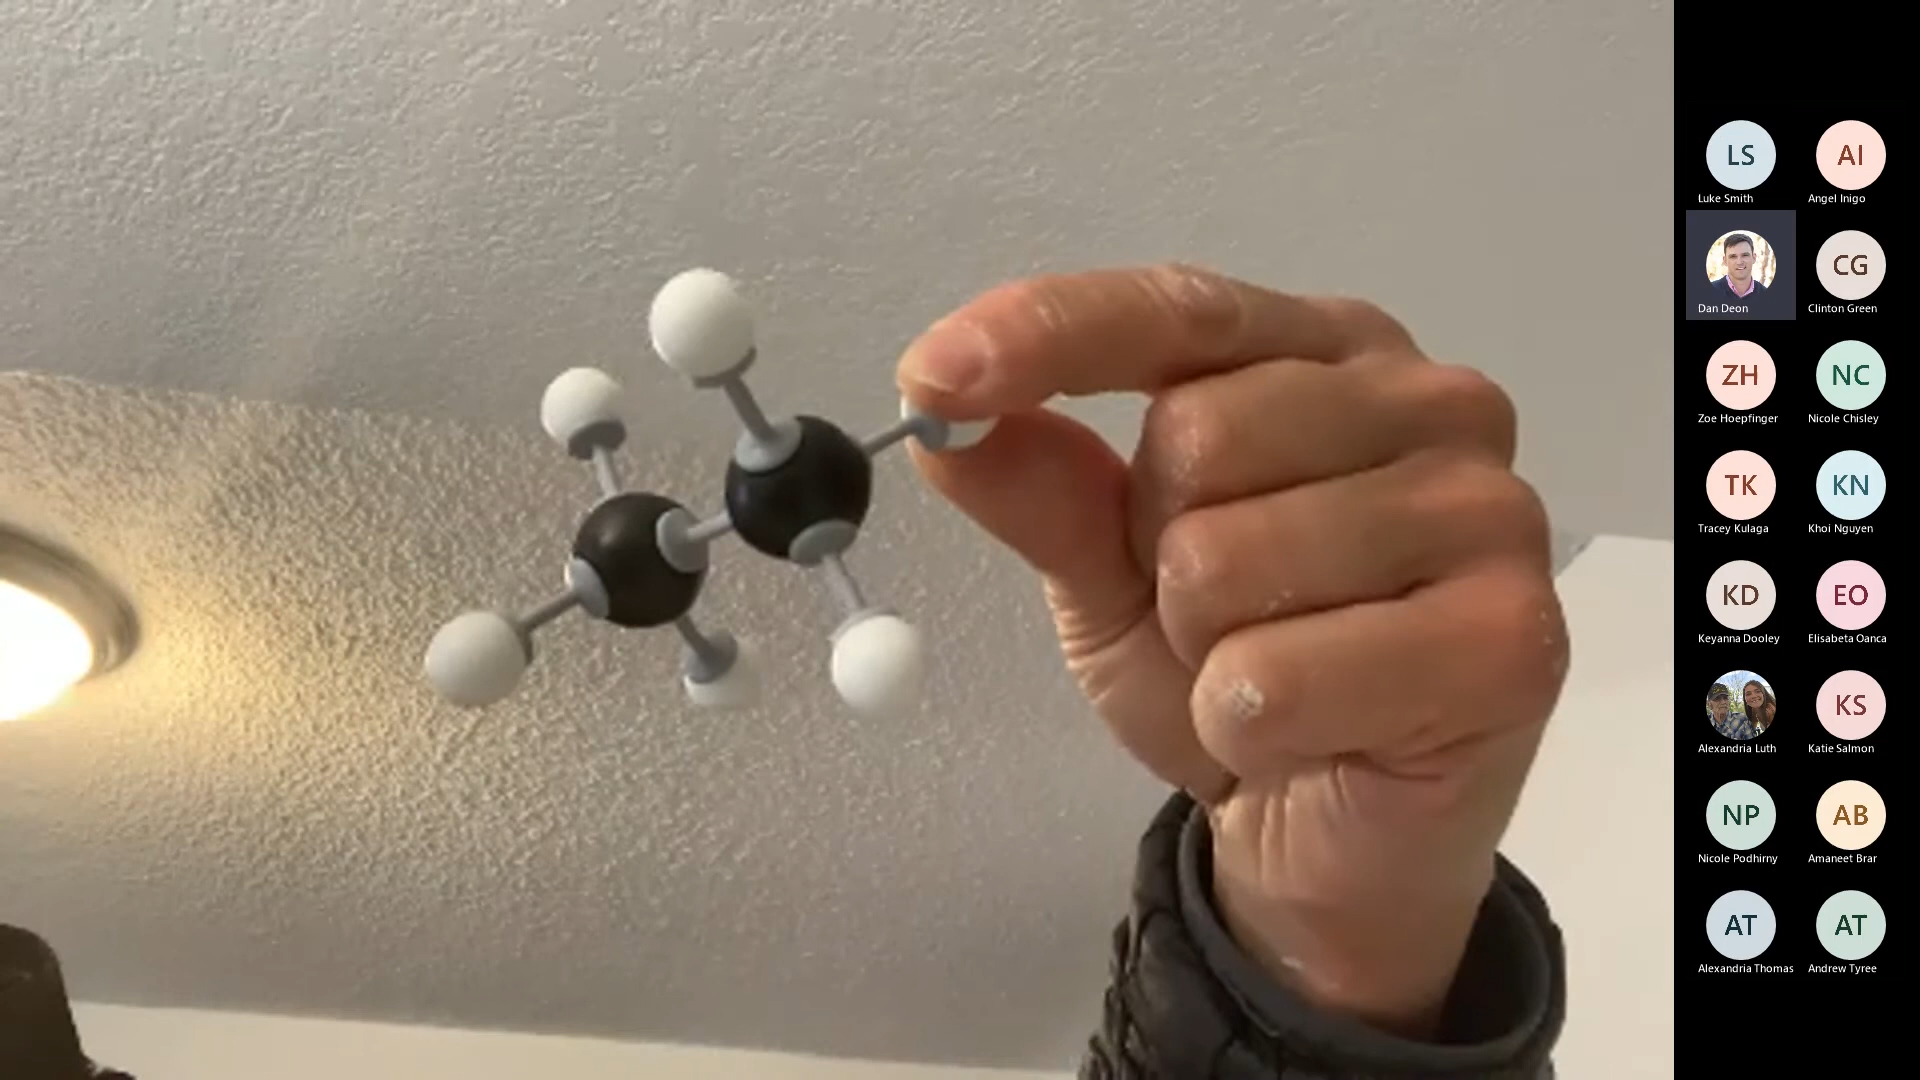 LS AI
Luke Smith Angel Inigo
CG
Dan Deon Clinton Green
ZH NC
Zoe Hoepfinger Nicole Chisley
TK KN
Tracey Kulaga Khoi Nguyen
KD EO
Keyanna Dooley Elisabeta Oanca
KS
Alexandria Luth Katie Salmon
NP AB
Nicole Podhirny Amaneet Brar
AT AT
Alexandria Thomas Andrew Tyree